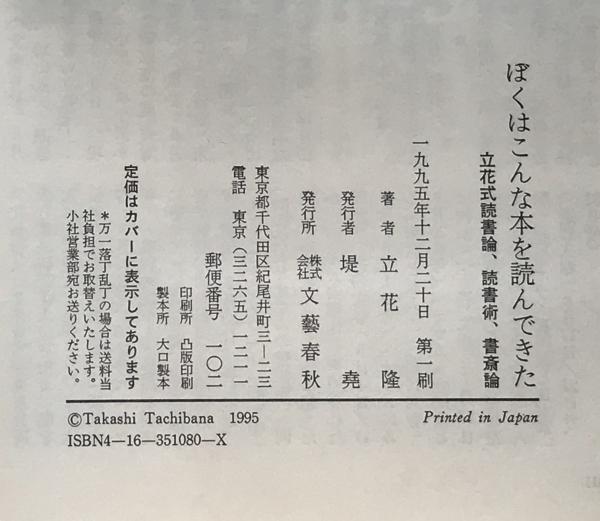 ぼくはこんな本を読んできた
立花式読書論、読書術、書斎論
一九九五年十二月二十日　第一刷
著者　立花　隆
発行者　堤　堯
発行所　株式会社　文藝春秋
東京都千代田区紀尾井町三—二三
電話　東京（三二六五）一二一一
郵便番号　一〇二
印刷所　凸版印刷
製本所　大口製本
定価はカバーに表示してあります
＊万一落丁乱丁の場合は送料当
社負担でお取替えいたします。
小社営業部宛お送りください。
©Takashi Tachibana 1995
Printed in Japan
ISBN4—16—351080—X